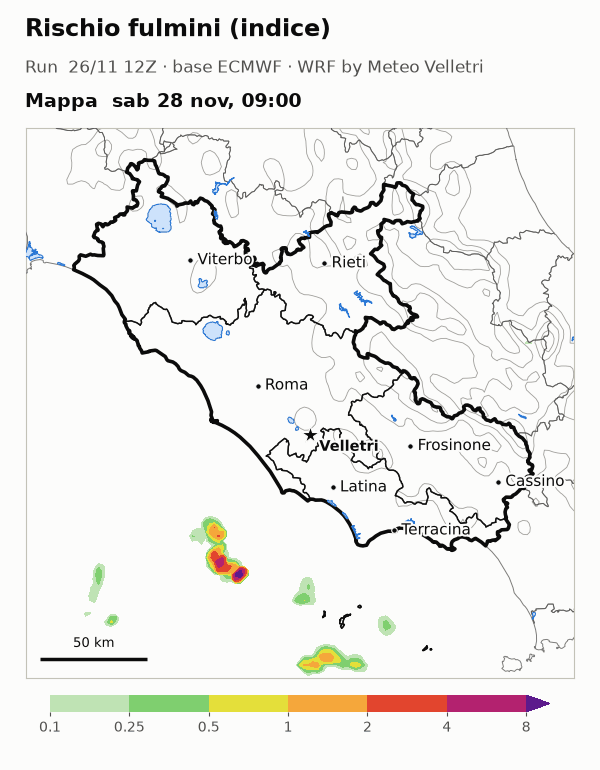 Rischio fulmini (indice)
Run  26/11 12Z · base ECMWF · WRF by Meteo Velletri
Mappa  sab 28 nov, 09:00
Viterbo
Rieti
Roma
Velletri
Frosinone
Cassino
Latina
Terracina
50 km
0.1 0.25 0.5 1 2 4 8